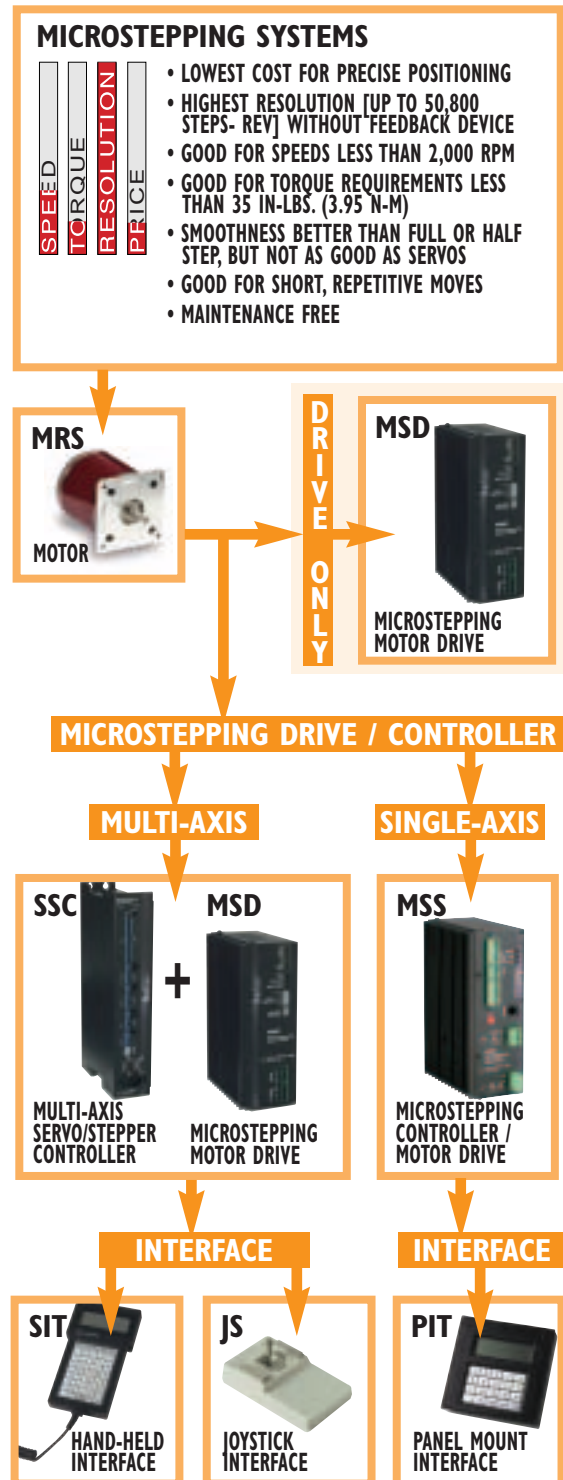 MICROSTEPPING SYSTEMS
SPEED
TORQUE
RESOLUTION
PRICE
• LOWEST COST FOR PRECISE POSITIONING
• HIGHEST RESOLUTION [UP TO 50,800
STEPS- REV] WITHOUT FEEDBACK DEVICE
• GOOD FOR SPEEDS LESS THAN 2,000 RPM
• GOOD FOR TORQUE REQUIREMENTS LESS
THAN 35 IN-LBS. (3.95 N-M)
• SMOOTHNESS BETTER THAN FULL OR HALF
STEP, BUT NOT AS GOOD AS SERVOS
• GOOD FOR SHORT, REPETITIVE MOVES
• MAINTENANCE FREE
MRS
MOTOR
DRIVE ONLY
MSD
MICROSTEPPING
MOTOR DRIVE
MICROSTEPPING DRIVE / CONTROLLER
MULTI-AXIS
SINGLE-AXIS
SSC
+
MSD
MULTI-AXIS
SERVO/STEPPER
CONTROLLER
MICROSTEPPING
MOTOR DRIVE
MSS
MICROSTEPPING
CONTROLLER /
MOTOR DRIVE
INTERFACE
INTERFACE
SIT
HAND-HELD
INTERFACE
JS
JOYSTICK
INTERFACE
PIT
PANEL MOUNT
INTERFACE